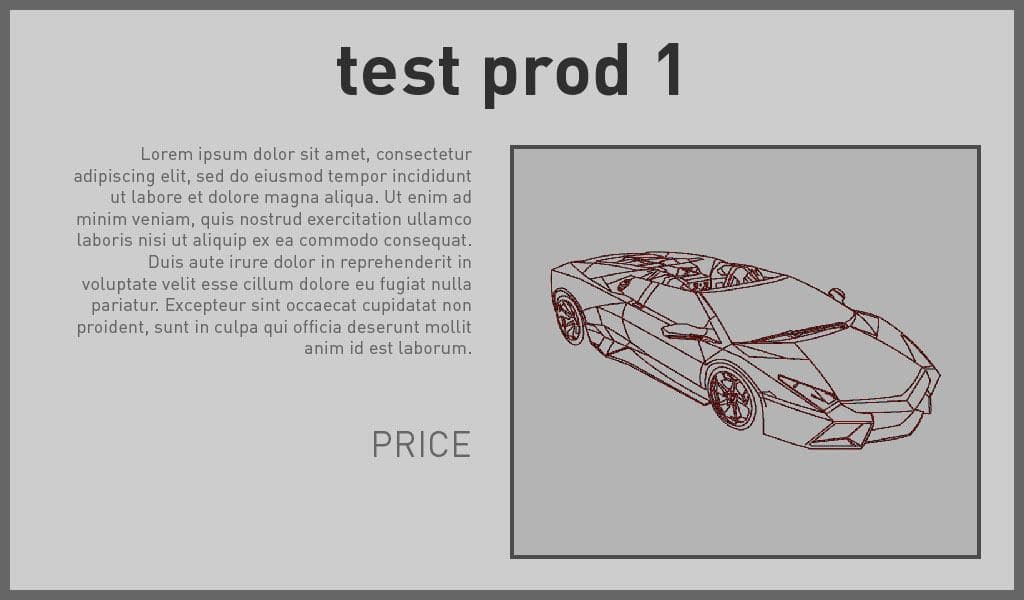 test prod 1
Lorem ipsum dolor sit amet, consectetur
adipiscing elit, sed do eiusmod tempor incididunt
ut labore et dolore magna aliqua. Ut enim ad
minim veniam, quis nostrud exercitation ullamco
laboris nisi ut aliquip ex ea commodo consequat.
Duis aute irure dolor in reprehenderit in
voluptate velit esse cillum dolore eu fugiat nulla
pariatur. Excepteur sint occaecat cupidatat non
proident, sunt in culpa qui officia deserunt mollit
anim id est laborum.
PRICE